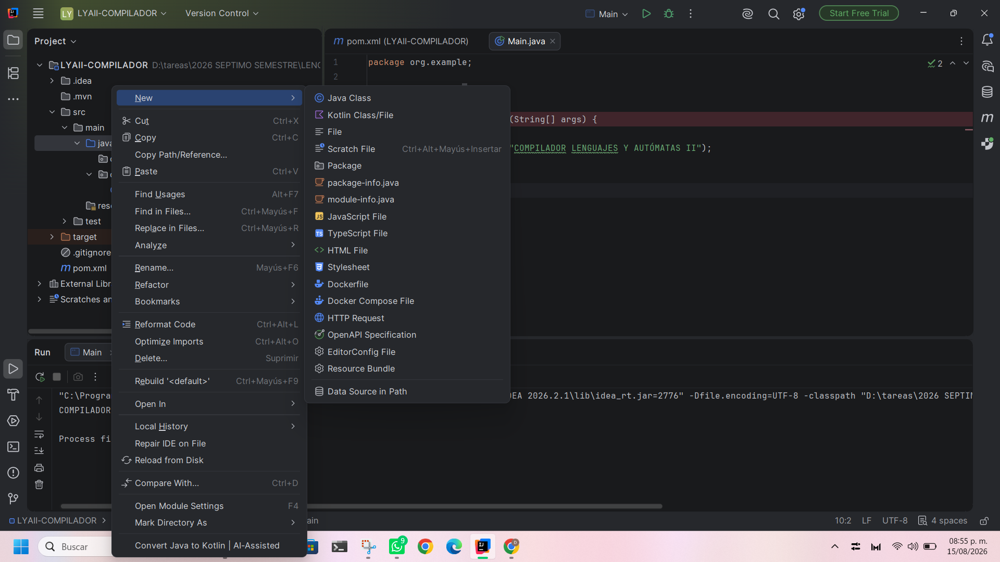 LY LYAII-COMPILADOR Version Control
Main
Start Free Trial
Project
pom.xml (LYAII-COMPILADOR) Main.java
LYAII-COMPILADOR D:\tareas\2026 SEPTIMO SEMESTRE\LENG
.idea
.mvn
src
main
java
test
target
.gitignore
m pom.xml
External Libr
Scratches an
1 package org.example;
2
2
(String[] args) {
"COMPILADOR LENGUAJES Y AUTÓMATAS II");
New
Cut Ctrl+X
Copy Ctrl+C
Copy Path/Reference...
Paste Ctrl+V
Find Usages Alt+F7
Find in Files... Ctrl+Mayús+F
Replace in Files... Ctrl+Mayús+R
Analyze
Rename... Mayús+F6
Refactor
Bookmarks
Reformat Code Ctrl+Alt+L
Optimize Imports Ctrl+Alt+O
Delete... Suprimir
Rebuild '<default>' Ctrl+Mayús+F9
Open In
Local History
Repair IDE on File
Reload from Disk
Compare With... Ctrl+D
Open Module Settings F4
Mark Directory As
Convert Java to Kotlin | AI-Assisted
Java Class
Kotlin Class/File
File
Scratch File Ctrl+Alt+Mayús+Insertar
Package
package-info.java
module-info.java
JavaScript File
TypeScript File
HTML File
Stylesheet
Dockerfile
Docker Compose File
HTTP Request
OpenAPI Specification
EditorConfig File
Resource Bundle
Data Source in Path
Run Main
"C:\Progra
DEA 2026.2.1\lib\idea_rt.jar=2776" -Dfile.encoding=UTF-8 -classpath "D:\tareas\2026 SEPTIM
COMPILADOR
Process fi
LYAII-COMPILADOR
ain
10:2 LF UTF-8 4 spaces
Buscar
9
08:55 p. m.
15/08/2026